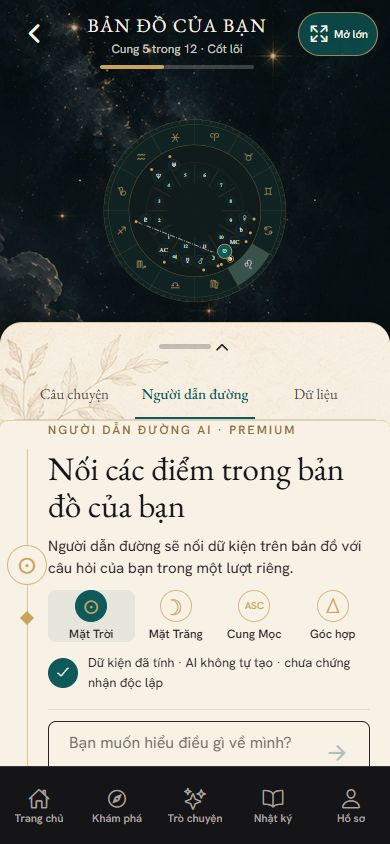 BẢN ĐỒ CỦA BẠN
Cung 5 trong 12 · Cốt lõi
Mở lớn
AC
MC
Câu chuyện
Người dẫn đường
Dữ liệu
NGƯỜI DẪN ĐƯỜNG AI · PREMIUM
Nối các điểm trong bản
đồ của bạn
Người dẫn đường sẽ nối dữ kiện trên bản đồ với
câu hỏi của bạn trong một lượt riêng.
ASC
Mặt Trời
Mặt Trăng
Cung Mọc
Góc hợp
Dữ kiện đã tính · AI không tự tạo · chưa chứng
nhận độc lập
Bạn muốn hiểu điều gì về mình?
Trang chủ
Khám phá
Trò chuyện
Nhật ký
Hồ sơ